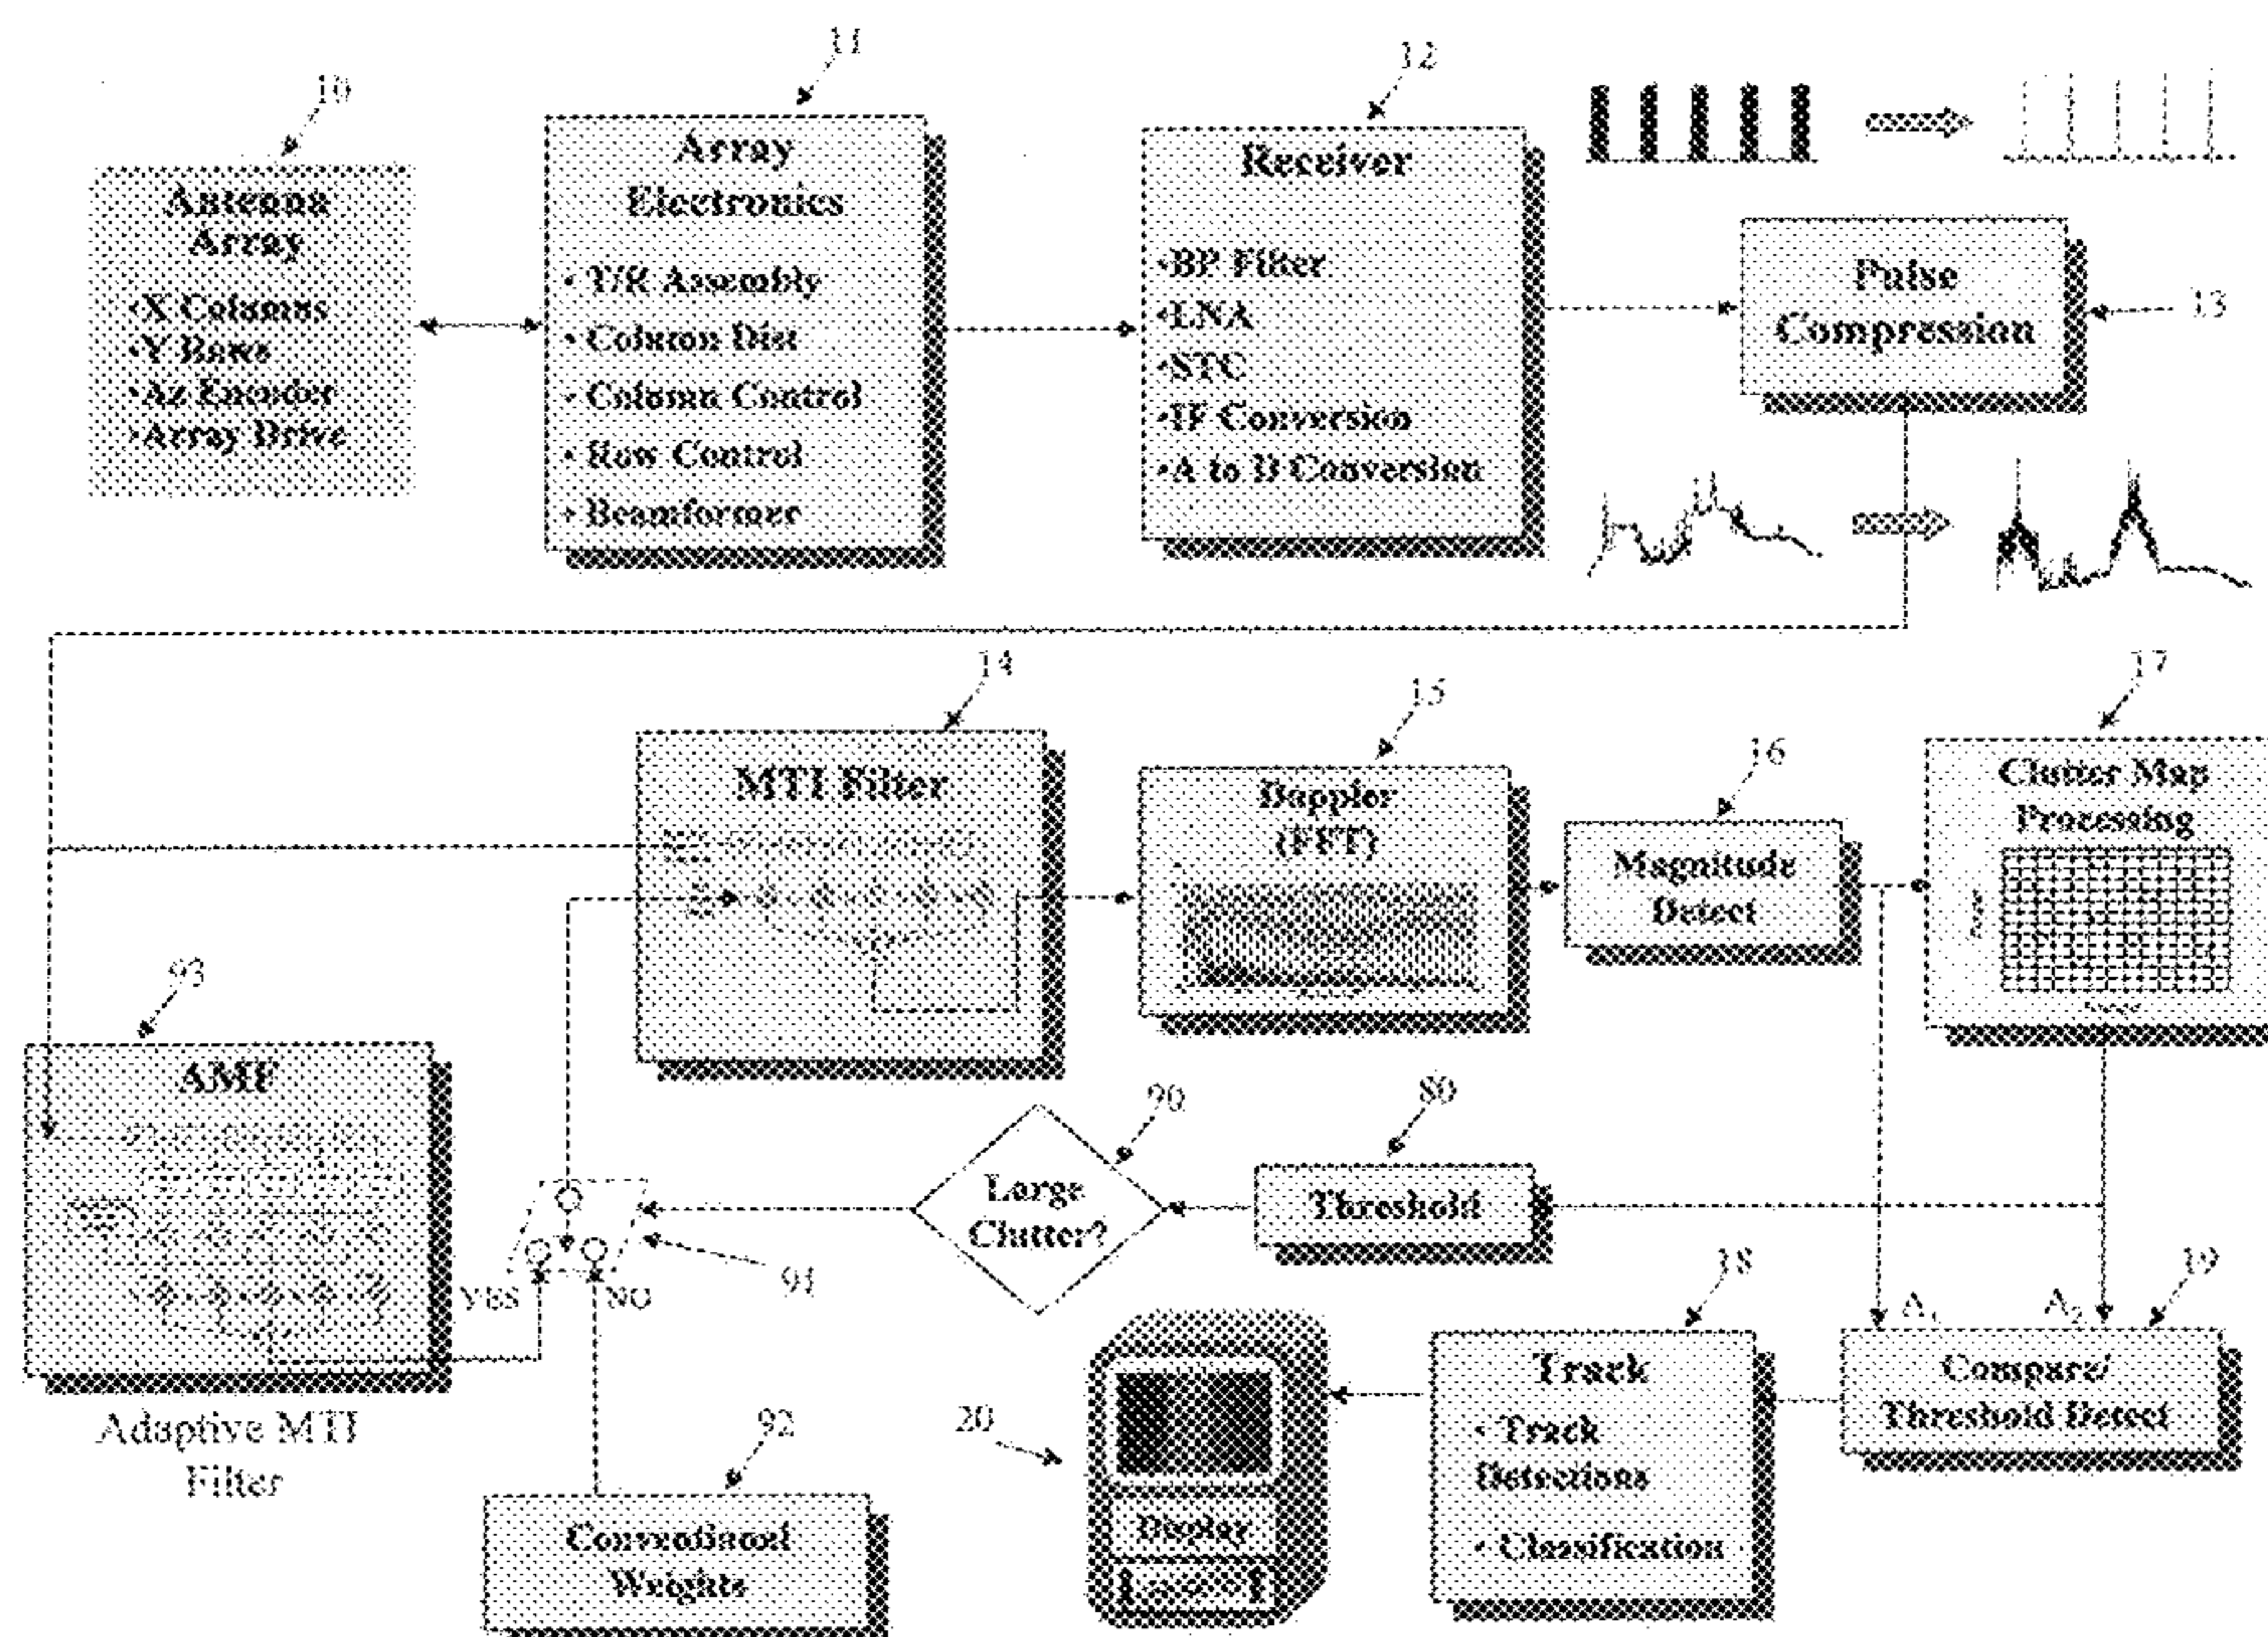 10
11
12
Antenna
Array
•X Columns
•Y Rows
•Az Encoder
•Array Drive
Array
Electronics
• T/R Assembly
• Column Dist
• Column Control
• Row Control
• Beamformer
Receiver
•BP Filter
•LNA
•STC
•IF Conversion
•A to D Conversion
Pulse
Compression
13
14
15
16
17
MTI Filter
Doppler
(FFT)
Magnitude
Detect
Clutter Map
Processing
93
AMF
Adaptive MTI
Filter
YES
NO
91
90
Large
Clutter?
80
Threshold
92
Conventional
Weights
20
Display
18
Track
• Track
Detections
• Classification
A1
A2
19
Compare/
Threshold Detect